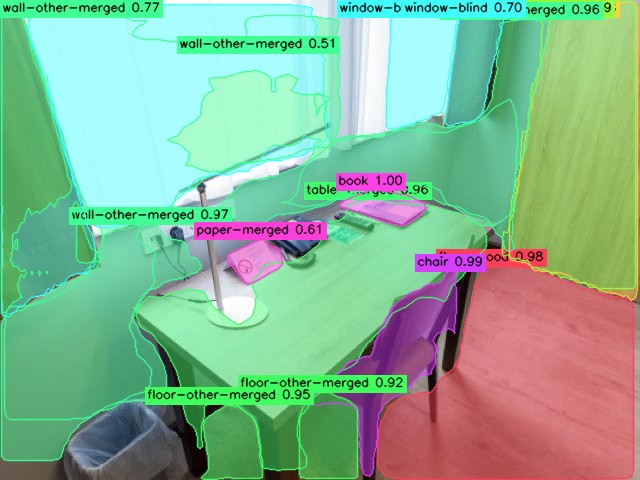 wall-other-merged 0.77
window-b window-blind 0.70
merged 0.96 9
wall-other-merged 0.51
book 1.00
table-merged 0.96
wall-other-merged 0.97
paper-merged 0.61
chair 0.99
ood 0.98
floor-other-merged 0.92
floor-other-merged 0.95